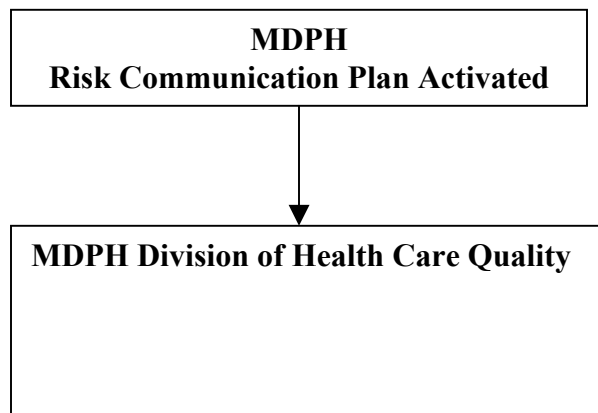 MDPH
Risk Communication Plan Activated
MDPH Division of Health Care Quality